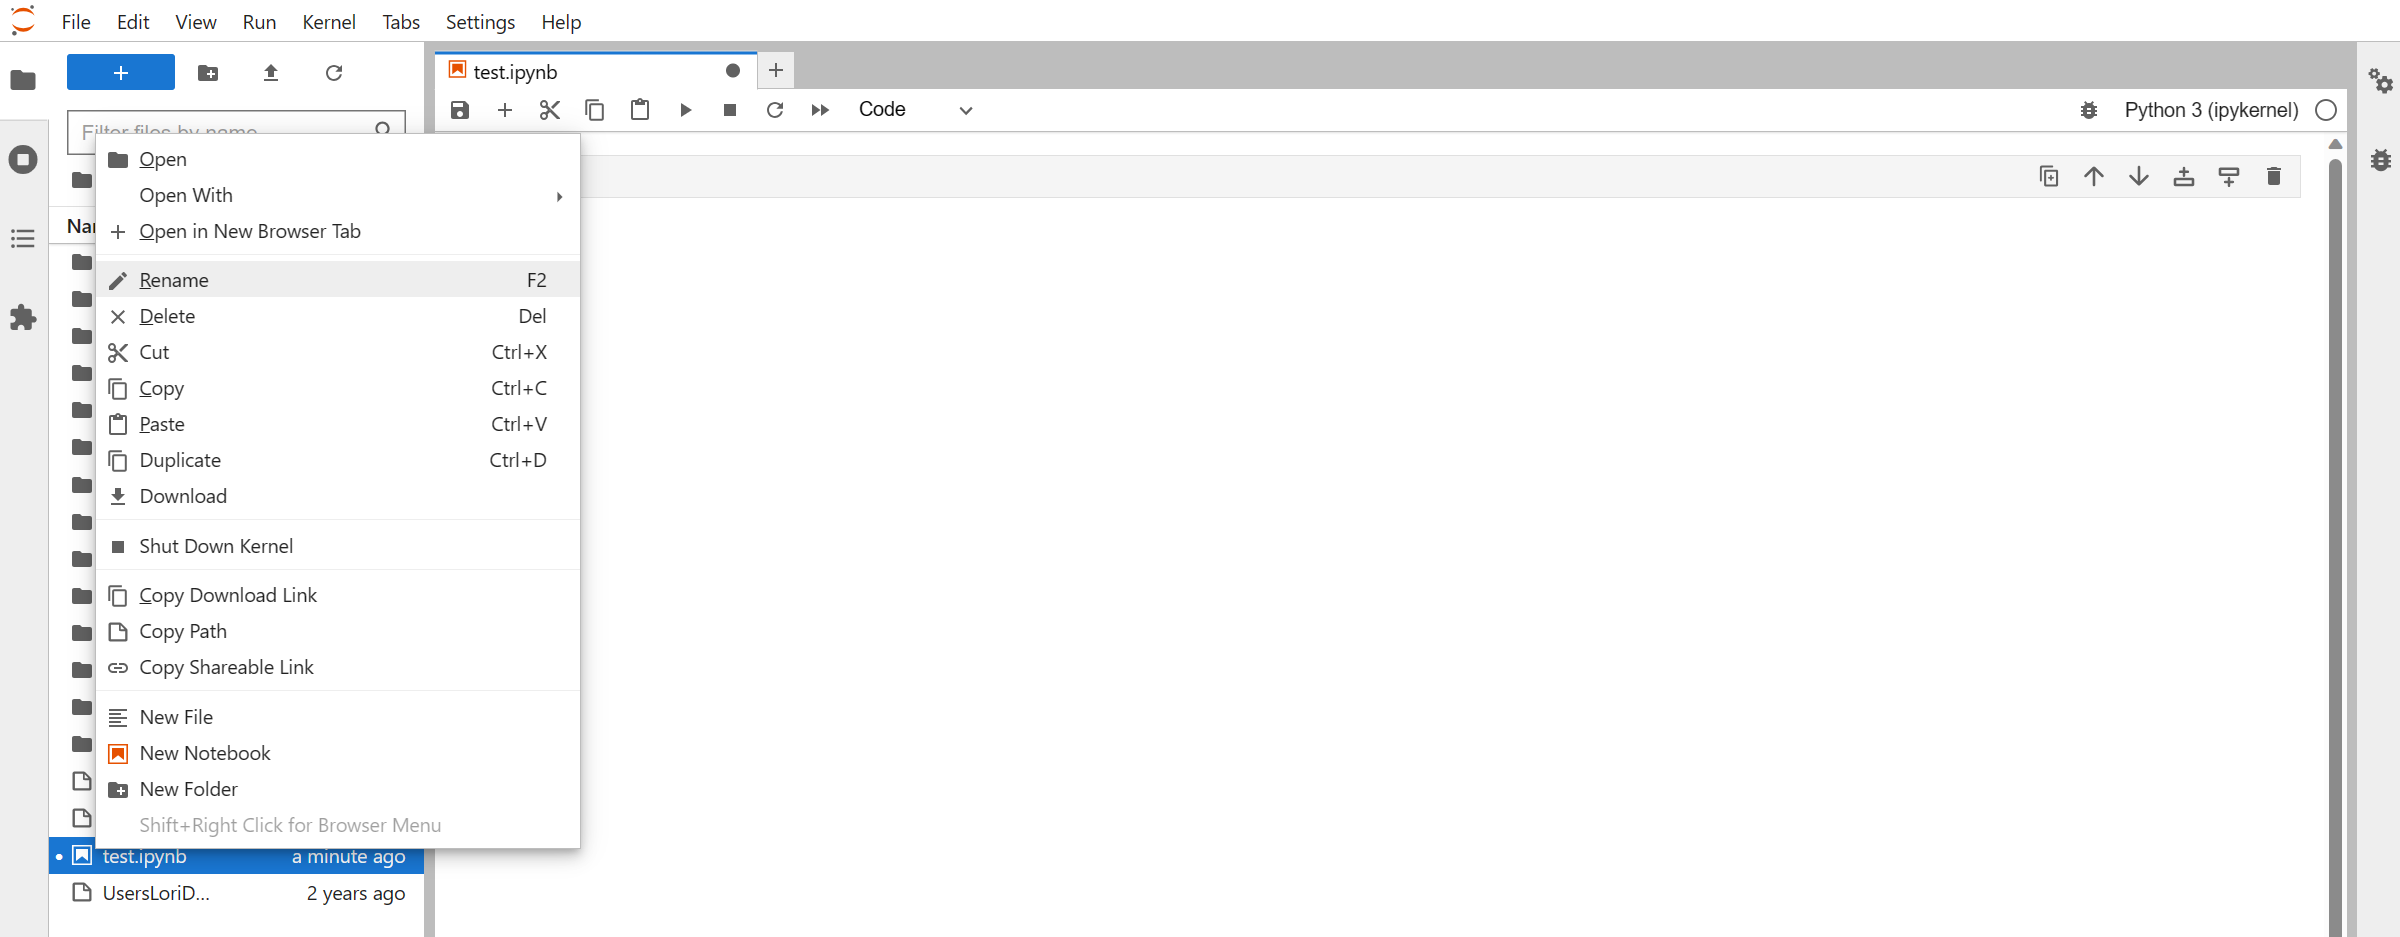 File Edit View Run Kernel Tabs Settings Help
test.ipynb
Code
Python 3 (ipykernel)
Filter files by name
Open
Open With
Open in New Browser Tab
Rename F2
Delete Del
Cut Ctrl+X
Copy Ctrl+C
Paste Ctrl+V
Duplicate Ctrl+D
Download
Shut Down Kernel
Copy Download Link
Copy Path
Copy Shareable Link
New File
New Notebook
New Folder
Shift+Right Click for Browser Menu
test.ipynb a minute ago
UsersLoriD... 2 years ago